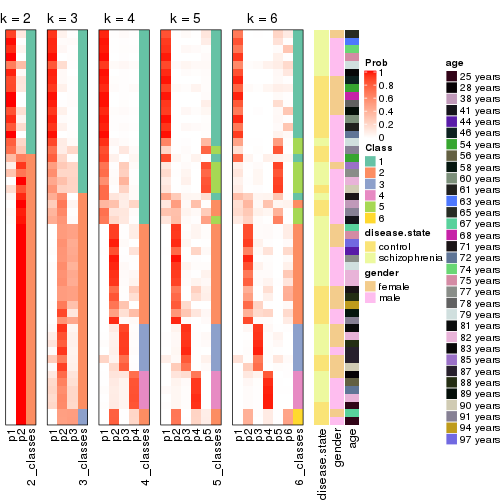 k = 2 k = 3 k = 4 k = 5 k = 6
p1 p2 2_classes
p1 p2 p3 3_classes
p1 p2 p3 p4 4_classes
p1 p2 p3 p4 p5 5_classes
p1 p2 p3 p4 p5 p6 6_classes
disease.state
gender
age
Prob
1
0.8
0.6
0.4
0.2
0
Class
1
2
3
4
5
6
disease.state
control
schizophrenia
gender
female
male
age
25 years
28 years
38 years
41 years
44 years
46 years
54 years
56 years
58 years
60 years
61 years
63 years
65 years
67 years
68 years
71 years
72 years
74 years
75 years
77 years
78 years
79 years
81 years
82 years
83 years
85 years
87 years
88 years
89 years
90 years
91 years
94 years
97 years